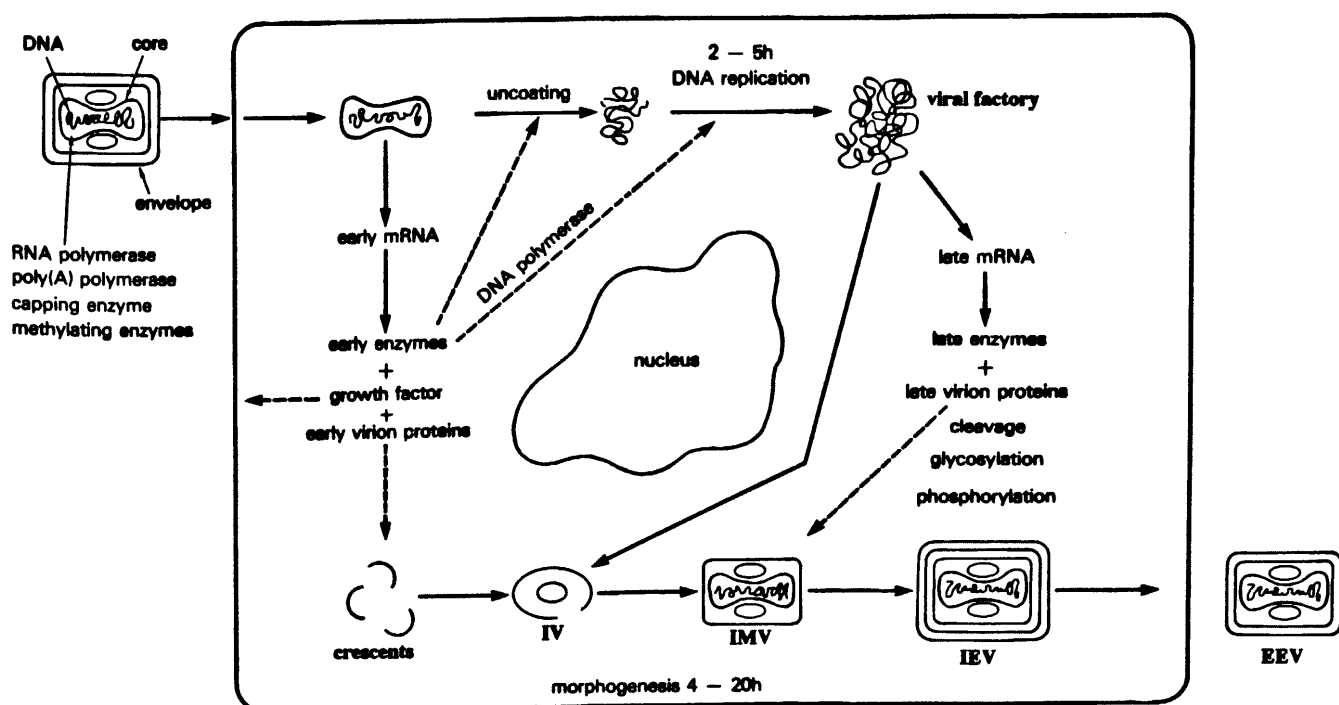 DNA
core
envelope
RNA polymerase
poly(A) polymerase
capping enzyme
methylating enzymes
uncoating
2 – 5h
DNA replication
viral factory
early mRNA
DNA polymerase
early enzymes
+
growth factor
+
early virion proteins
nucleus
late mRNA
late enzymes
+
late virion proteins
cleavage
glycosylation
phosphorylation
crescents
IV
IMV
IEV
EEV
morphogenesis 4 – 20h